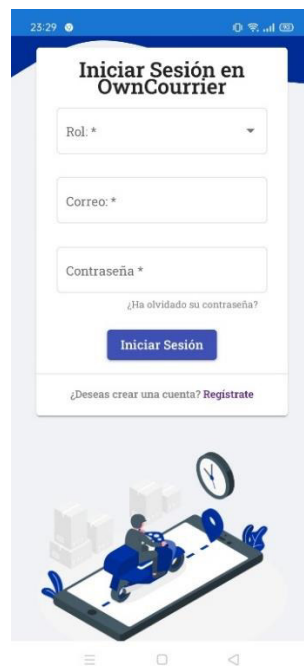 23:29
Iniciar Sesión en
OwnCourrier
Rol: *
Correo: *
Contraseña *
¿Ha olvidado su contraseña?
Iniciar Sesión
¿Deseas crear una cuenta? Regístrate